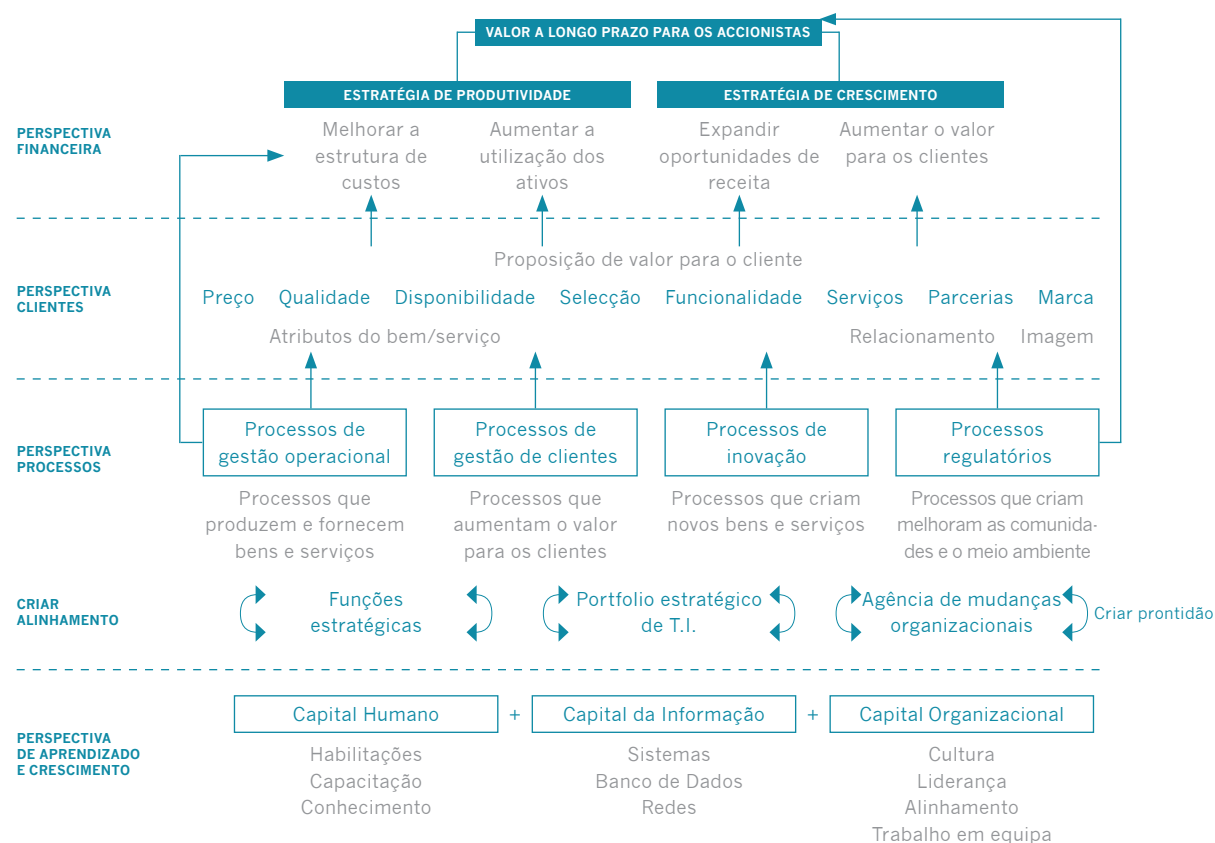 VALOR A LONGO PRAZO PARA OS ACCIONISTAS
ESTRATÉGIA DE PRODUTIVIDADE
ESTRATÉGIA DE CRESCIMENTO
PERSPECTIVA
FINANCEIRA
Melhorar a
estrutura de
custos
Aumentar a
utilização dos
ativos
Expandir
oportunidades de
receita
Aumentar o valor
para os clientes
Proposição de valor para o cliente
PERSPECTIVA
CLIENTES
Preço Qualidade Disponibilidade Selecção Funcionalidade Serviços Parcerias Marca
Atributos do bem/serviço Relacionamento Imagem
PERSPECTIVA
PROCESSOS
Processos de
gestão operacional
Processos de
gestão de clientes
Processos de
inovação
Processos
regulatórios
Processos que
produzem e fornecem
bens e serviços
Processos que
aumentam o valor
para os clientes
Processos que criam
novos bens e serviços
Processos que criam
melhoram as comunida-
des e o meio ambiente
CRIAR
ALINHAMENTO
Funções
estratégicas
Portfolio estratégico
de T.I.
Agência de mudanças
organizacionais
Criar prontidão
PERSPECTIVA
DE APRENDIZADO
E CRESCIMENTO
Capital Humano + Capital da Informação + Capital Organizacional
Habilitações
Capacitação
Conhecimento
Sistemas
Banco de Dados
Redes
Cultura
Liderança
Alinhamento
Trabalho em equipa